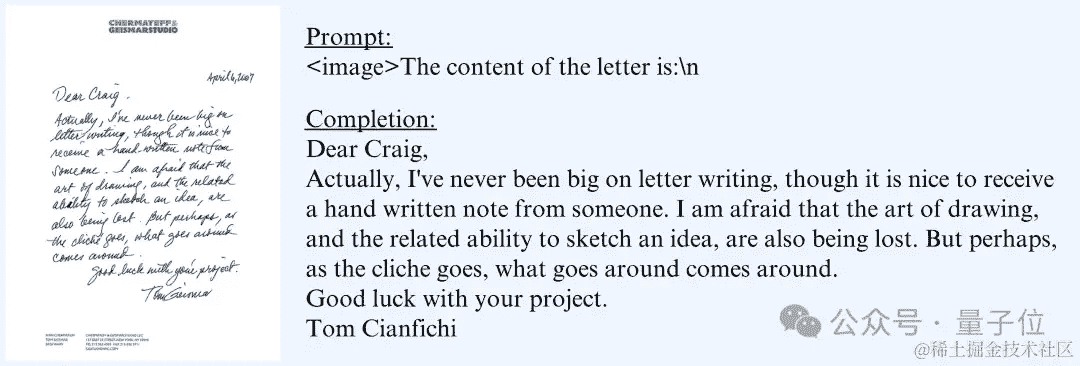 CHERMAYEFF &
GEISMAR STUDIO
April 6, 2007
Dear Craig.
Actually, I've never been big on
letter writing, though it is nice to
receive a hand written note from
someone. I am afraid that the
art of drawing, and the related
ability to sketch an idea, are
also being lost. But perhaps, as
the cliché goes, what goes around
comes around.
Good luck with your project.
Prompt:
<image>The content of the letter is:\n
Completion:
Dear Craig,
Actually, I've never been big on letter writing, though it is nice to receive
a hand written note from someone. I am afraid that the art of drawing,
and the related ability to sketch an idea, are also being lost. But perhaps,
as the cliche goes, what goes around comes around.
Good luck with your project.
Tom Cianfichi
公众号 · 量子位
@稀土掘金技术社区